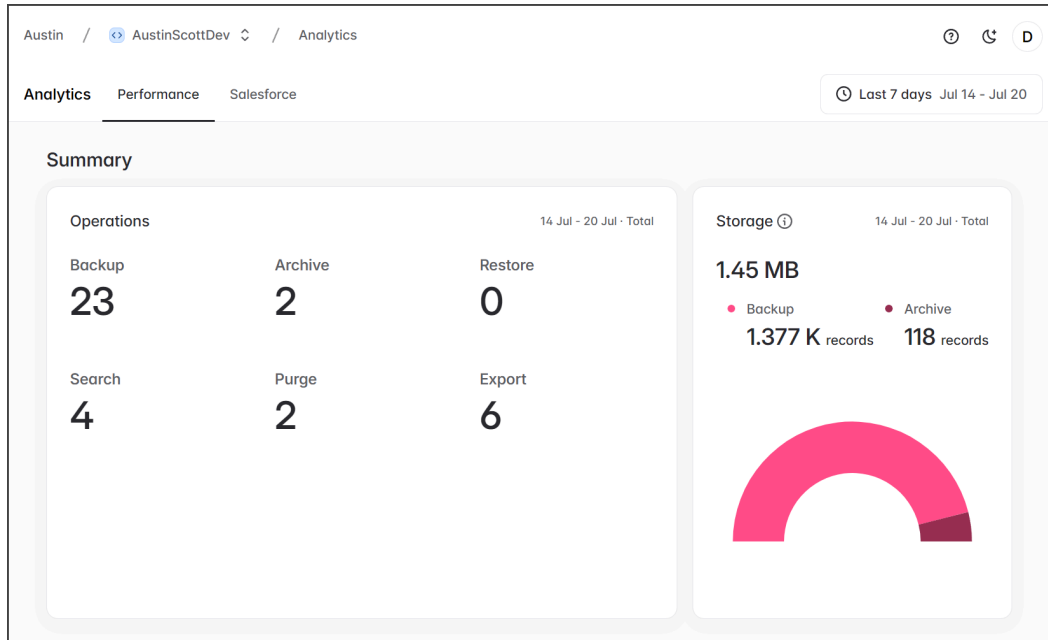 Austin / AustinScottDev / Analytics
D
Analytics Performance Salesforce
Last 7 days Jul 14 - Jul 20
Summary
Operations 14 Jul - 20 Jul · Total
Backup Archive Restore
23 2 0
Search Purge Export
4 2 6
Storage 14 Jul - 20 Jul · Total
1.45 MB
Backup Archive
1.377 K records 118 records